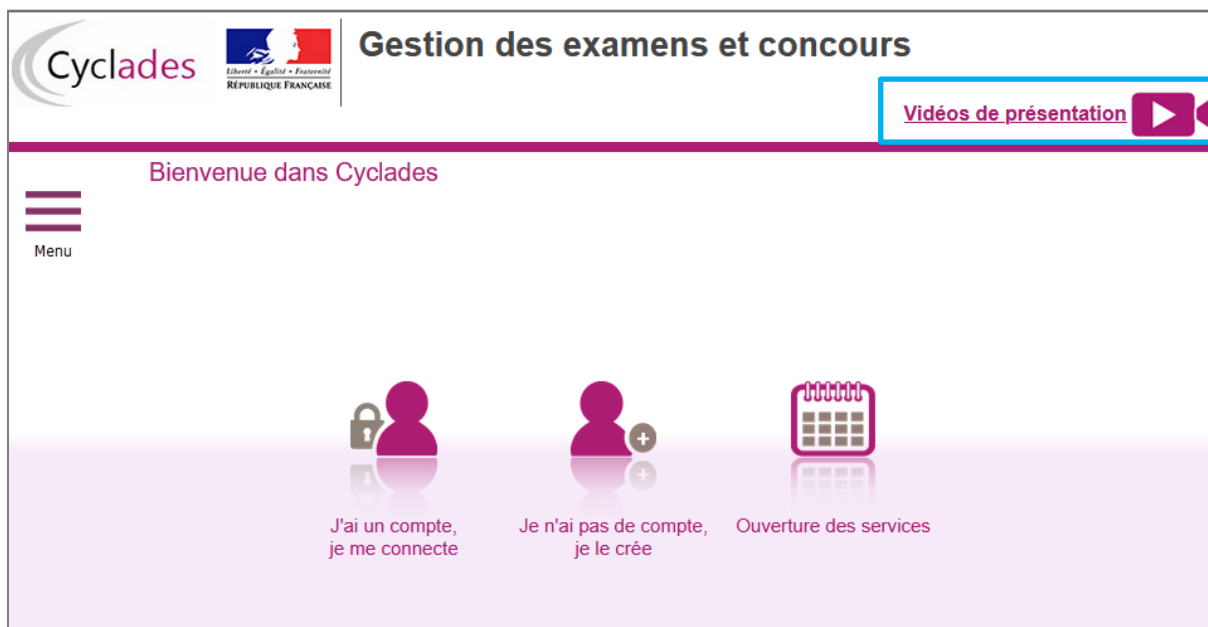 Cyclades
Liberté • Égalité • Fraternité
RÉPUBLIQUE FRANÇAISE
Gestion des examens et concours
Vidéos de présentation
Bienvenue dans Cyclades
Menu
J'ai un compte,
je me connecte
Je n'ai pas de compte,
je le crée
Ouverture des services